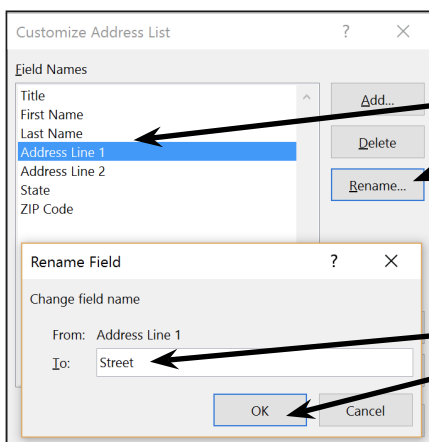 Customize Address List ? ×
Field Names
Title
First Name
Last Name
Address Line 1
Address Line 2
State
ZIP Code
Add...
Delete
Rename...
Rename Field ? ×
Change field name
From: Address Line 1
To: Street
OK Cancel